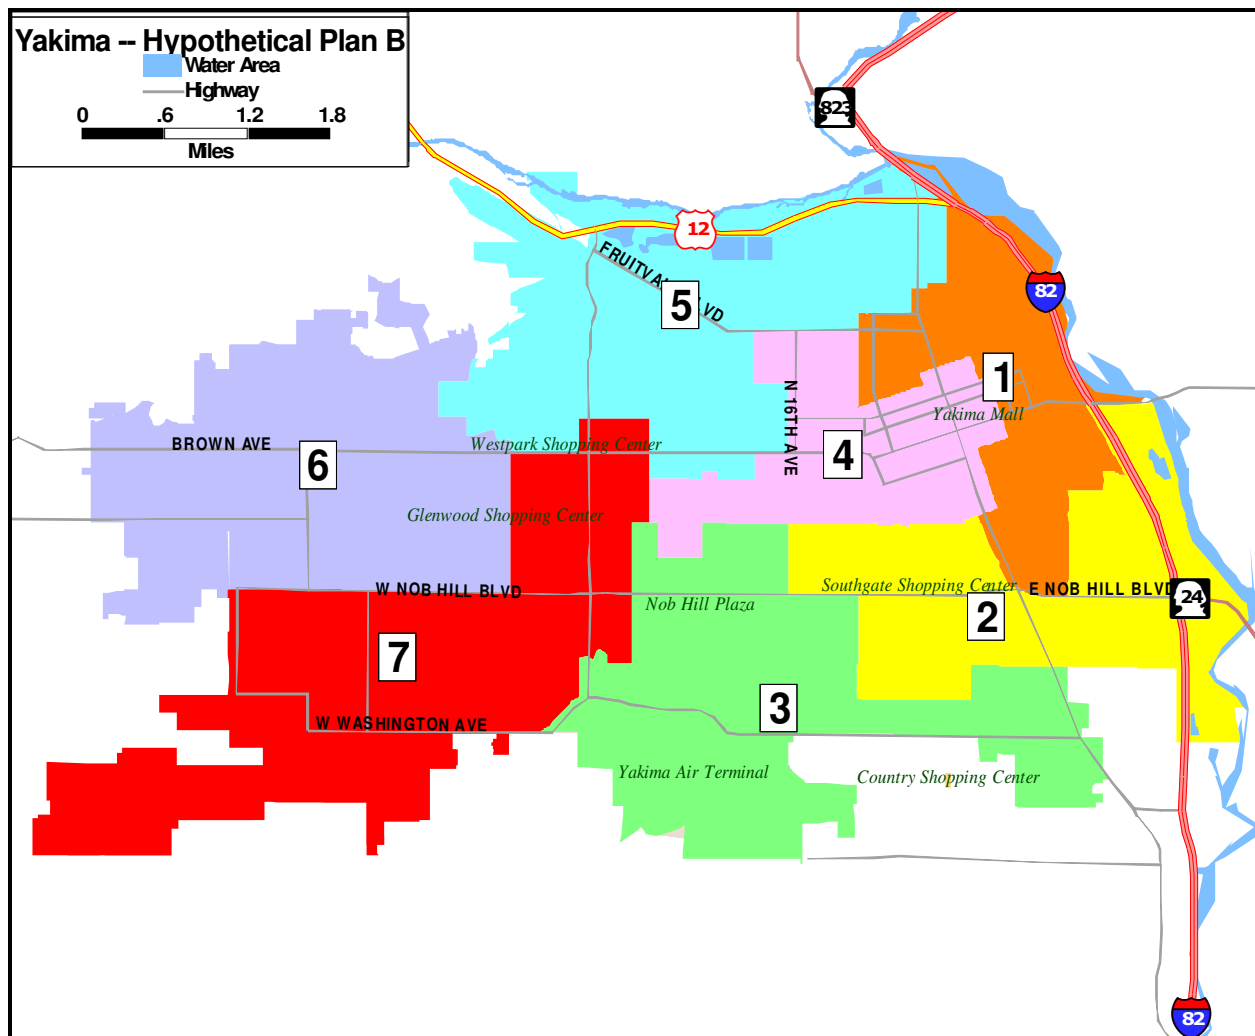 Yakima -- Hypothetical Plan B
Water Area
Highway
0 .6 1.2 1.8
Miles
823
12
FRUITVA LVD
82
5
1
N 16TH AVE
Yakima Mall
BROWN AVE
Westpark Shopping Center
6
4
Glenwood Shopping Center
W NOB HILL BLVD
Southgate Shopping Center
E NOB HILL BLVD
24
Nob Hill Plaza
2
7
3
W WASHINGTON AVE
Yakima Air Terminal
Country Shopping Center
82